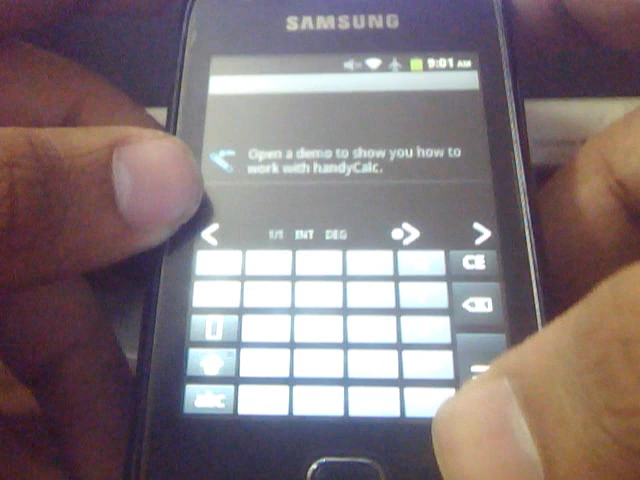 SAMSUNG
9:01 AM
Open a demo to show you how to
work with handyCalc.
1/1 INT DEG
CE
abc